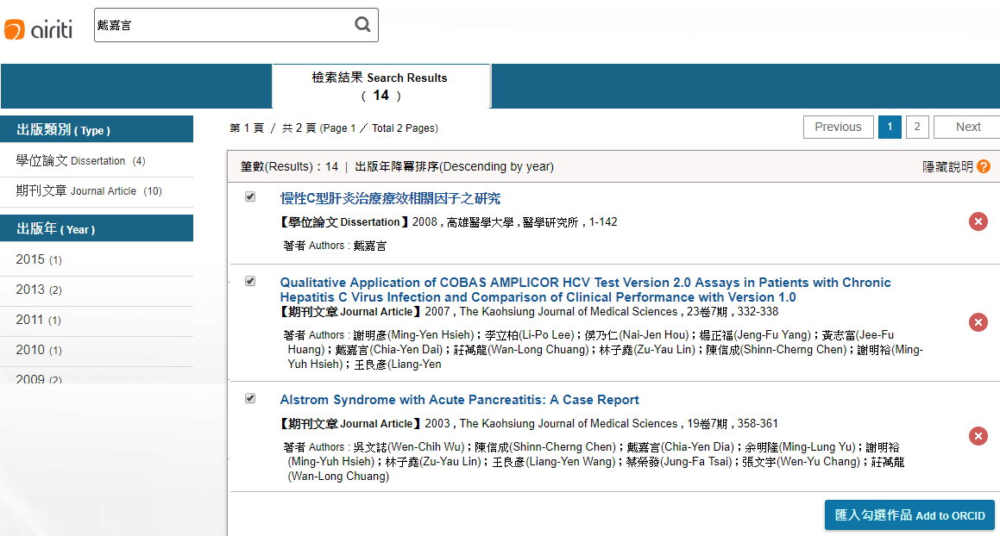 airiti
戴嘉言
檢索結果 Search Results
( 14 )
出版類別 ( Type )
學位論文 Dissertation (4)
期刊文章 Journal Article (10)
出版年 ( Year )
2015 (1)
2013 (2)
2011 (1)
2010 (1)
2009 (2)
第 1 頁 / 共 2 頁 (Page 1 / Total 2 Pages)
Previous 1 2 Next
筆數(Results) : 14 | 出版年降冪排序(Descending by year)
隱藏說明 ?
慢性C型肝炎治療療效相關因子之研究
【學位論文 Dissertation】2008 , 高雄醫學大學 , 醫學研究所 , 1-142
著者 Authors : 戴嘉言
Qualitative Application of COBAS AMPLICOR HCV Test Version 2.0 Assays in Patients with Chronic
Hepatitis C Virus Infection and Comparison of Clinical Performance with Version 1.0
【期刊文章 Journal Article】2007 , The Kaohsiung Journal of Medical Sciences , 23卷7期 , 332-338
著者 Authors : 謝明彥(Ming-Yen Hsieh)；李立柏(Li-Po Lee)；侯乃仁(Nai-Jen Hou)；楊正福(Jeng-Fu Yang)；黃志富(Jee-Fu
Huang)；戴嘉言(Chia-Yen Dai)；莊萬龍(Wan-Long Chuang)；林子堯(Zu-Yau Lin)；陳信成(Shinn-Cherng Chen)；謝明裕(Ming-
Yuh Hsieh)；王良彥(Liang-Yen
Alstrom Syndrome with Acute Pancreatitis: A Case Report
【期刊文章 Journal Article】2003 , The Kaohsiung Journal of Medical Sciences , 19卷7期 , 358-361
著者 Authors : 吳文誌(Wen-Chih Wu)；陳信成(Shinn-Cherng Chen)；戴嘉言(Chia-Yen Dia)；余明隆(Ming-Lung Yu)；謝明裕
(Ming-Yuh Hsieh)；林子堯(Zu-Yau Lin)；王良彥(Liang-Yen Wang)；蔡榮發(Jung-Fa Tsai)；張文宇(Wen-Yu Chang)；莊萬龍
(Wan-Long Chuang)
匯入勾選作品 Add to ORCID